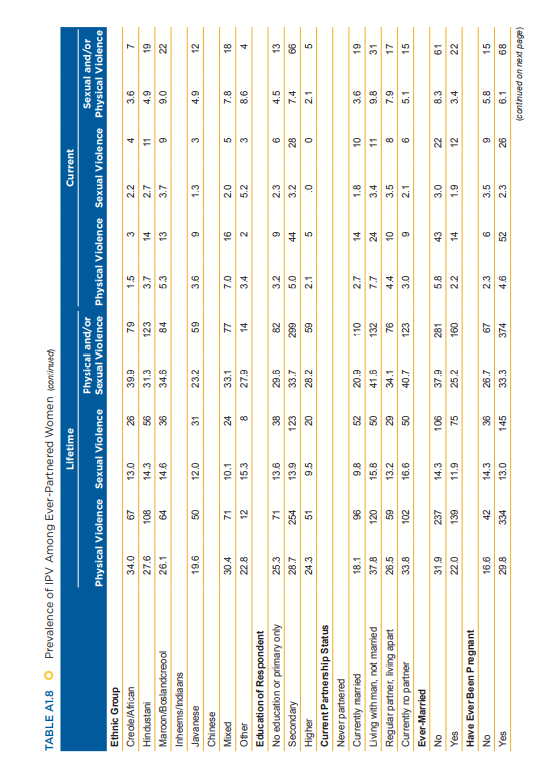 TABLE A1.8 Prevalence of IPV Among Ever-Partnered Women (continued)
Lifetime Current
Physical Violence Sexual Violence Physical and/or Sexual Violence Physical Violence Sexual Violence Sexual and/or Physical Violence
Ethnic Group
Creole/African 34.0 67 13.0 26 39.9 79 1.5 3 2.2 4 3.6 7
Hindustani 27.6 108 14.3 56 31.3 123 3.7 14 2.7 11 4.9 19
Maroon/Boslandcreool 26.1 64 14.6 36 34.6 84 5.3 13 3.7 9 9.0 22
Inheems/Indiaans
Javanese 19.6 50 12.0 31 23.2 59 3.6 9 1.3 3 4.9 12
Chinese
Mixed 30.4 71 10.1 24 33.1 77 7.0 16 2.0 5 7.8 18
Other 22.8 12 15.3 8 27.9 14 3.4 2 5.2 3 8.6 4
Education of Respondent
No education or primary only 25.3 71 13.6 38 29.6 82 3.2 9 2.3 6 4.5 13
Secondary 28.7 254 13.9 123 33.7 299 5.0 44 3.2 28 7.4 66
Higher 24.3 51 9.5 20 28.2 59 2.1 5 .0 0 2.1 5
Current Partnership Status
Never partnered
Currently married 18.1 96 9.8 52 20.9 110 2.7 14 1.8 10 3.6 19
Living with man, not married 37.8 120 15.8 50 41.6 132 7.7 24 3.4 11 9.8 31
Regular partner, living apart 26.5 59 13.2 29 34.1 76 4.4 10 3.5 8 7.9 17
Currently no partner 33.8 102 16.6 50 40.7 123 3.0 9 2.1 6 5.1 15
Ever-Married
No 31.9 237 14.3 106 37.9 281 5.8 43 3.0 22 8.3 61
Yes 22.0 139 11.9 75 25.2 160 2.2 14 1.9 12 3.4 22
Have Ever Been Pregnant
No 16.6 42 14.3 36 26.7 67 2.3 6 3.5 9 5.8 15
Yes 29.8 334 13.0 145 33.3 374 4.6 52 2.3 26 6.1 68
(continued on next page)